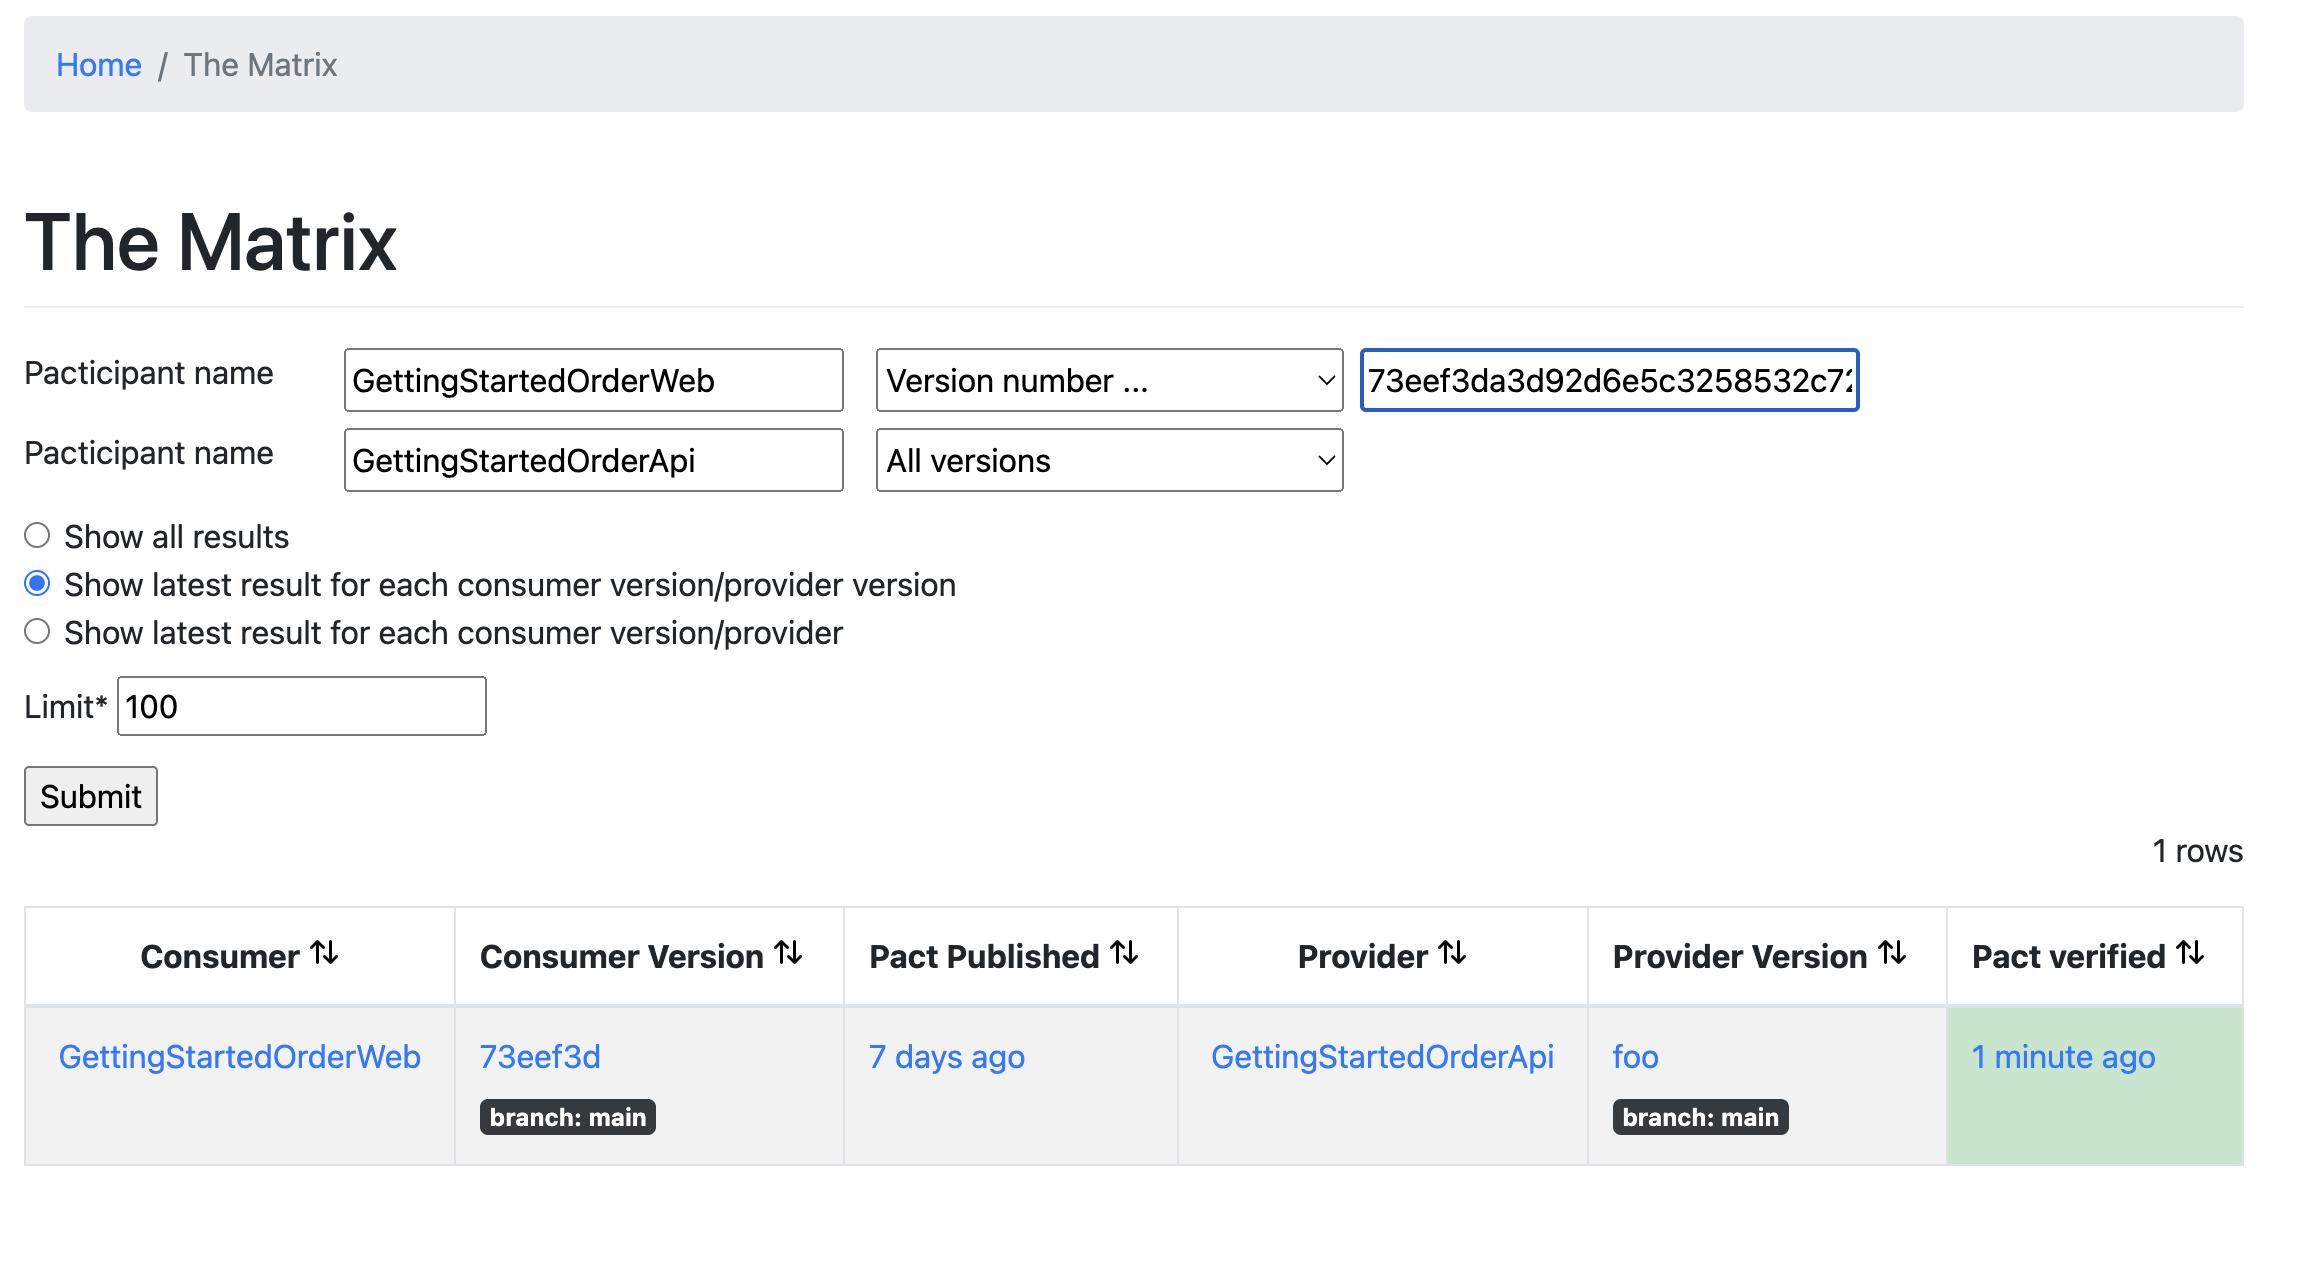 Home / The Matrix
The Matrix
Pacticipant name GettingStartedOrderWeb Version number ... 73eef3da3d92d6e5c3258532c72
Pacticipant name GettingStartedOrderApi All versions
Show all results
Show latest result for each consumer version/provider version
Show latest result for each consumer version/provider
Limit* 100
Submit
1 rows
Consumer Consumer Version Pact Published Provider Provider Version Pact verified
GettingStartedOrderWeb 73eef3d 7 days ago GettingStartedOrderApi foo 1 minute ago
branch: main branch: main